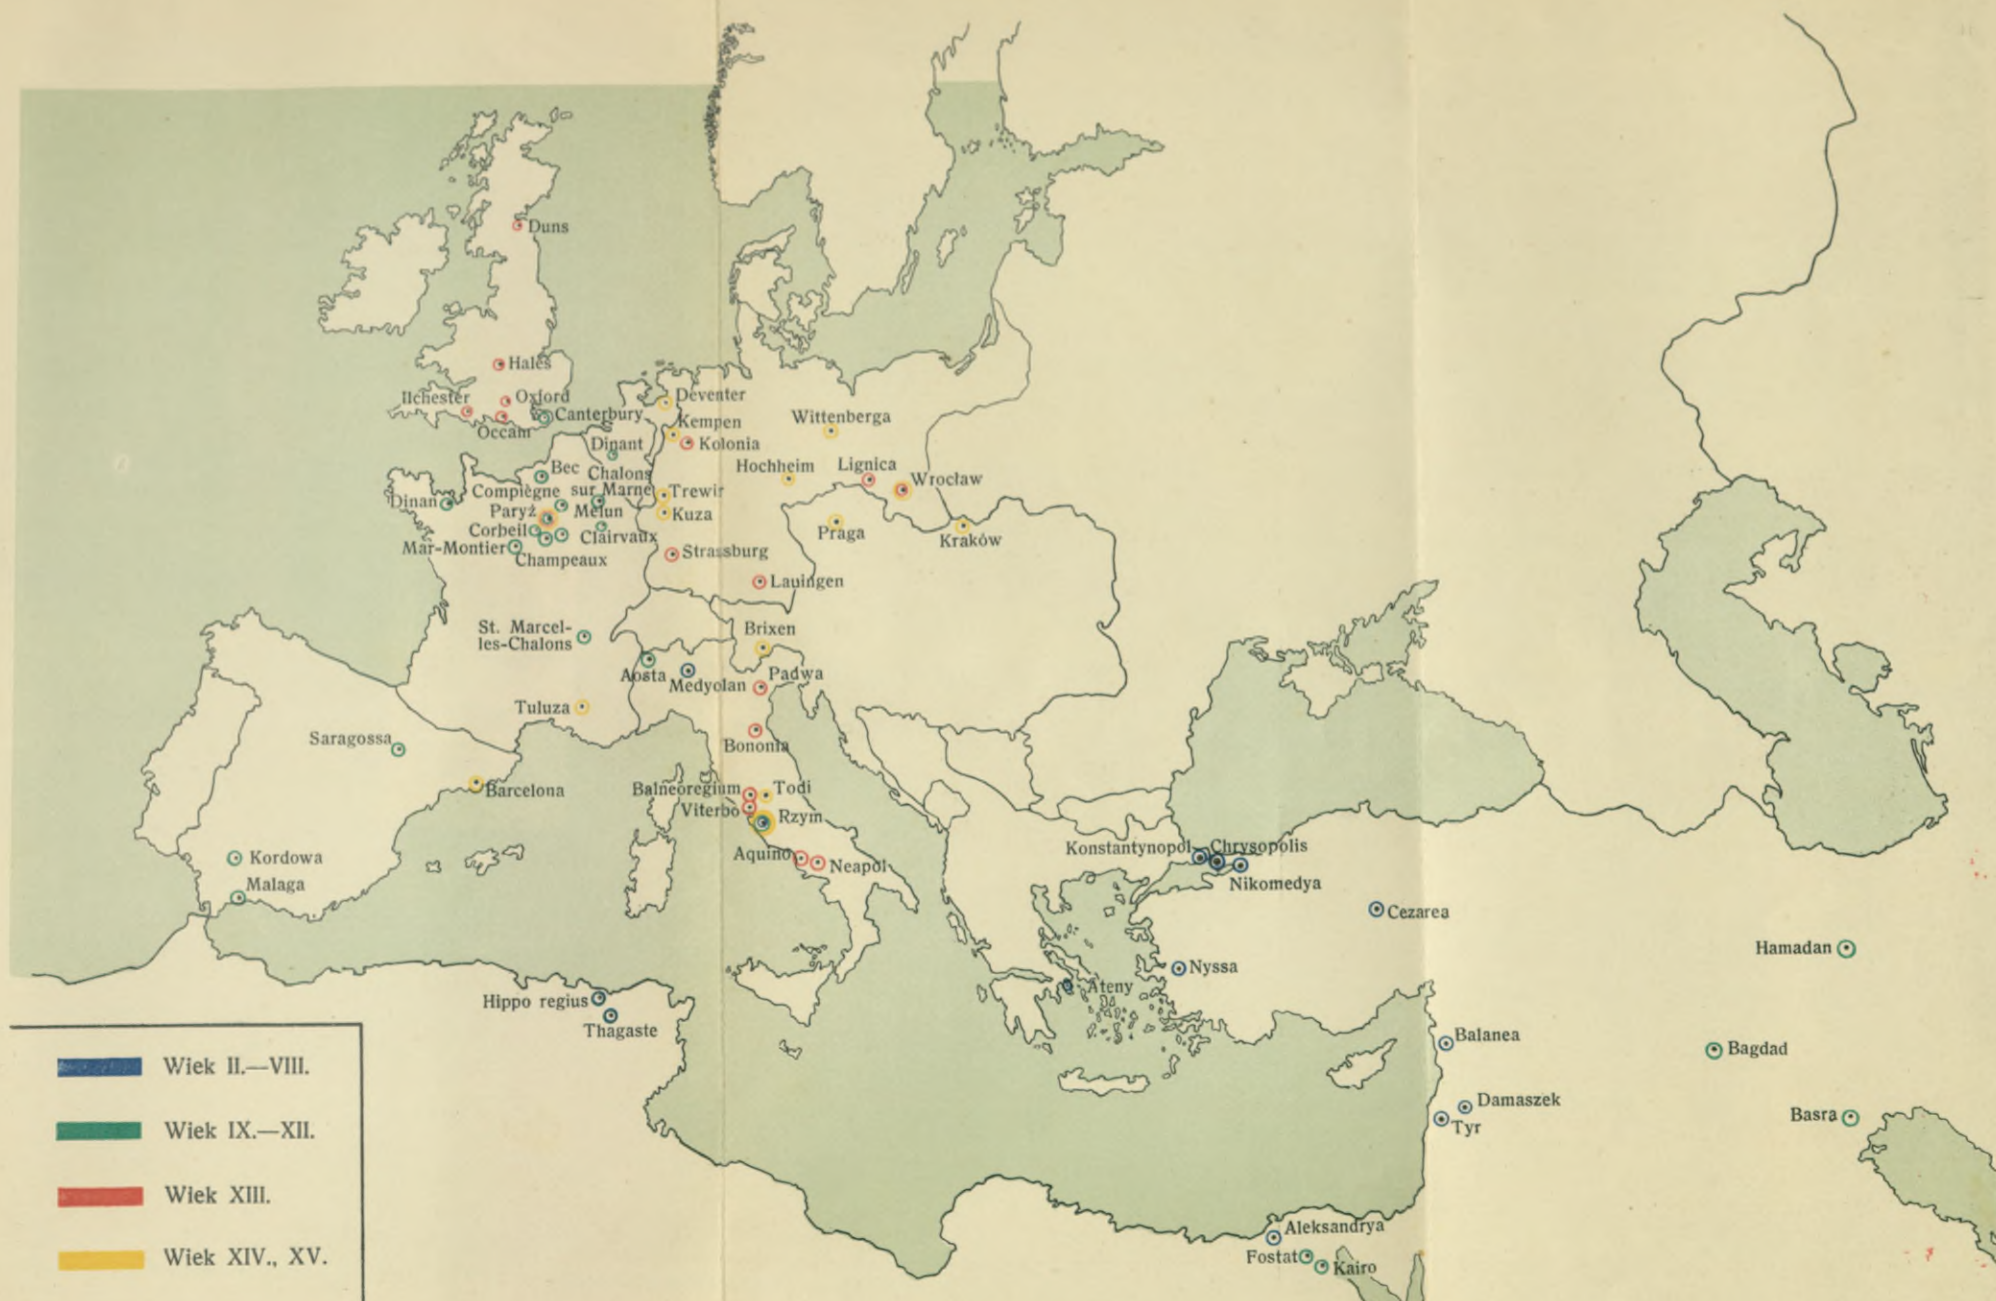 Duns
Hales
Ilchester
Oxford
Canterbury
Occam
Deventer
Kempen
Kolonia
Wittenberga
Dinant
Bec
Chalons
sur Marne
Compiègne
Dinan
Paryż
Melun
Corbeil
Clairvaux
Mar-Montier
Champeaux
Hochheim
Lignica
Wrocław
Trewir
Kuza
Praga
Kraków
Strassburg
Lauingen
St. Marcel-
les-Chalons
Brixen
Aosta
Medyolan
Padwa
Tuluza
Bononia
Saragossa
Barcelona
Balneoregium
Todi
Viterbo
Rzym
Aquino
Neapol
Kordowa
Malaga
Konstantynopol
Chrysopolis
Nikomedya
Cezarea
Hamadan
Nyssa
Ateny
Hippo regius
Thagaste
Balanea
Bagdad
Damaszek
Tyr
Basra
Aleksandrya
Fostat
Kairo
Wiek II.—VIII.
Wiek IX.—XII.
Wiek XIII.
Wiek XIV., XV.